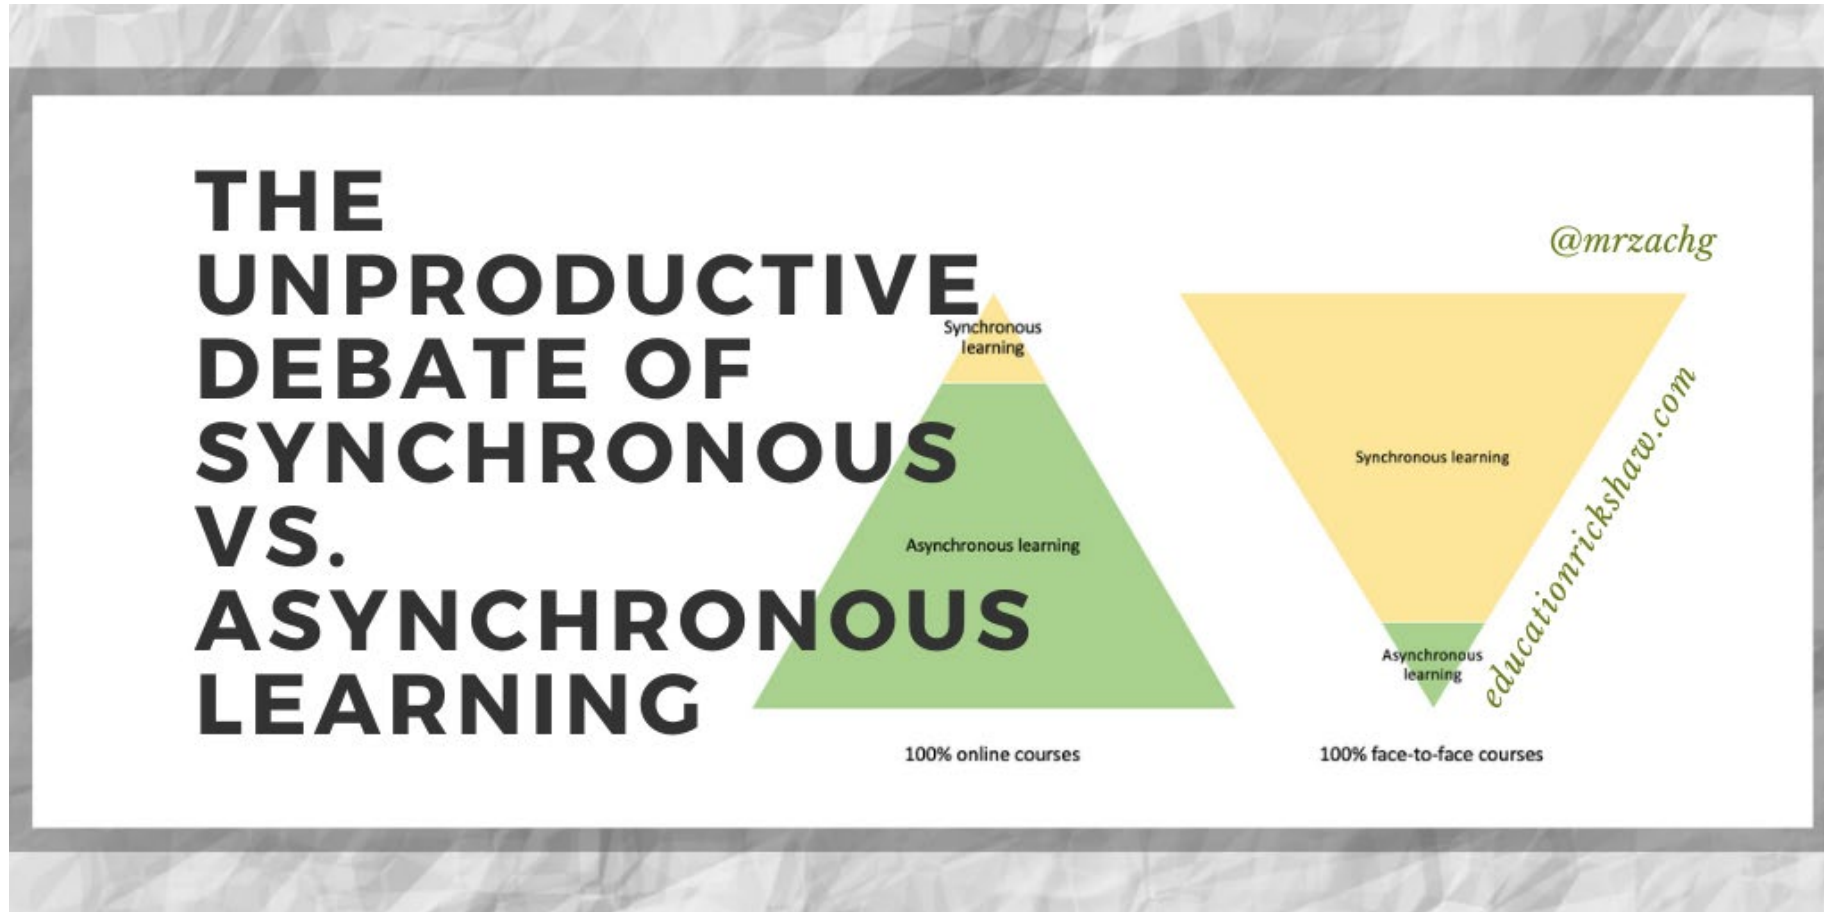 THE
UNPRODUCTIVE
DEBATE OF
SYNCHRONOUS
VS.
ASYNCHRONOUS
LEARNING
Synchronous
learning
Asynchronous learning
100% online courses
@mrzachg
Synchronous learning
Asynchronous
learning
100% face-to-face courses
educationrickshaw.com